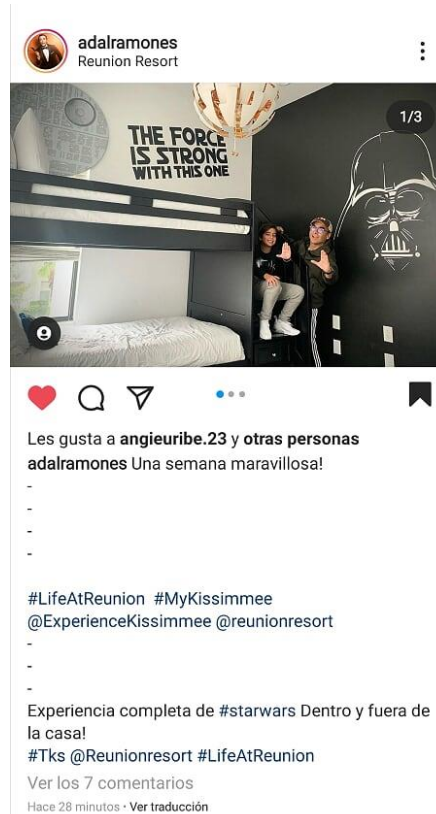 adalramones
Reunion Resort
1/3
THE FORCE
IS STRONG
WITH THIS ONE
Les gusta a angieuribe.23 y otras personas
adalramones Una semana maravillosa!
-
-
-
-
#LifeAtReunion #MyKissimmee
@ExperienceKissimmee @reunionresort
-
-
-
Experiencia completa de #starwars Dentro y fuera de
la casa!
#Tks @Reunionresort #LifeAtReunion
Ver los 7 comentarios
Hace 28 minutos · Ver traducción